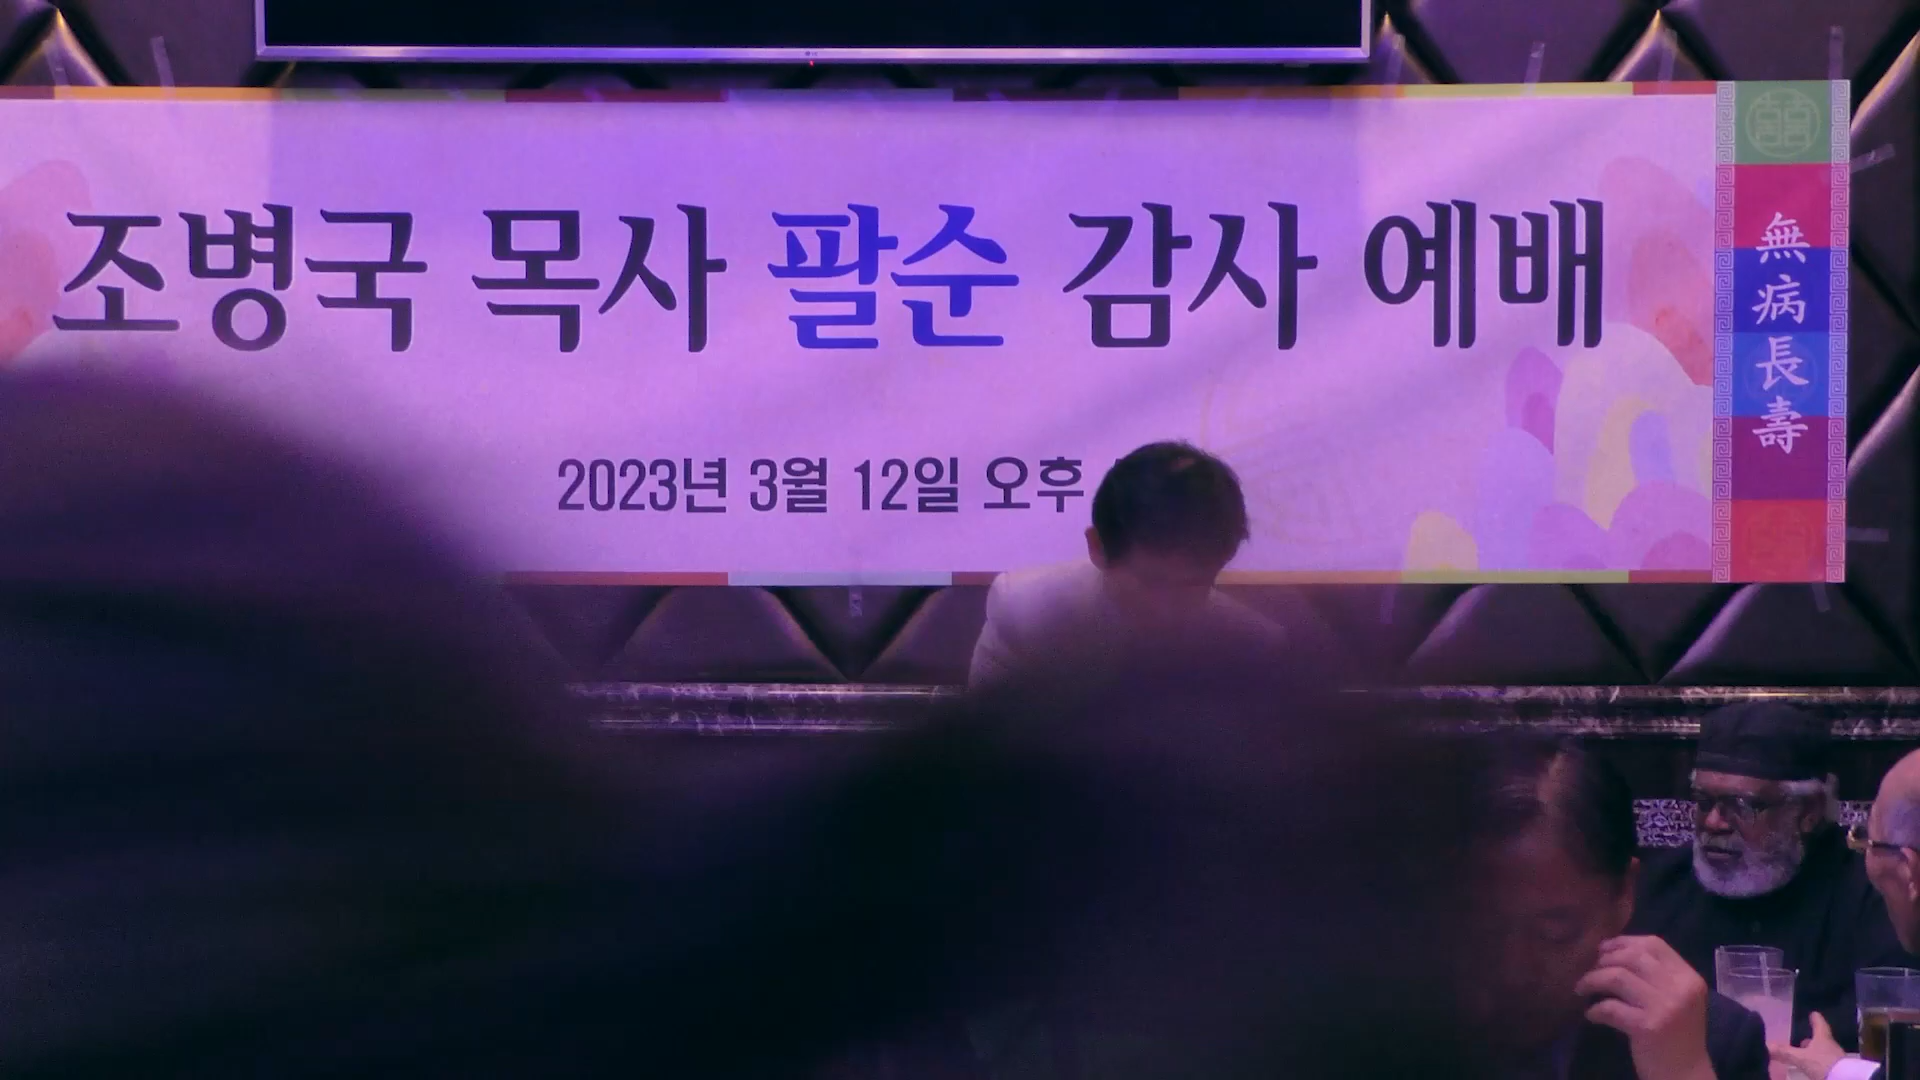 조병국 목사 팔순 감사 예배
2023년 3월 12일 오후
無病長壽